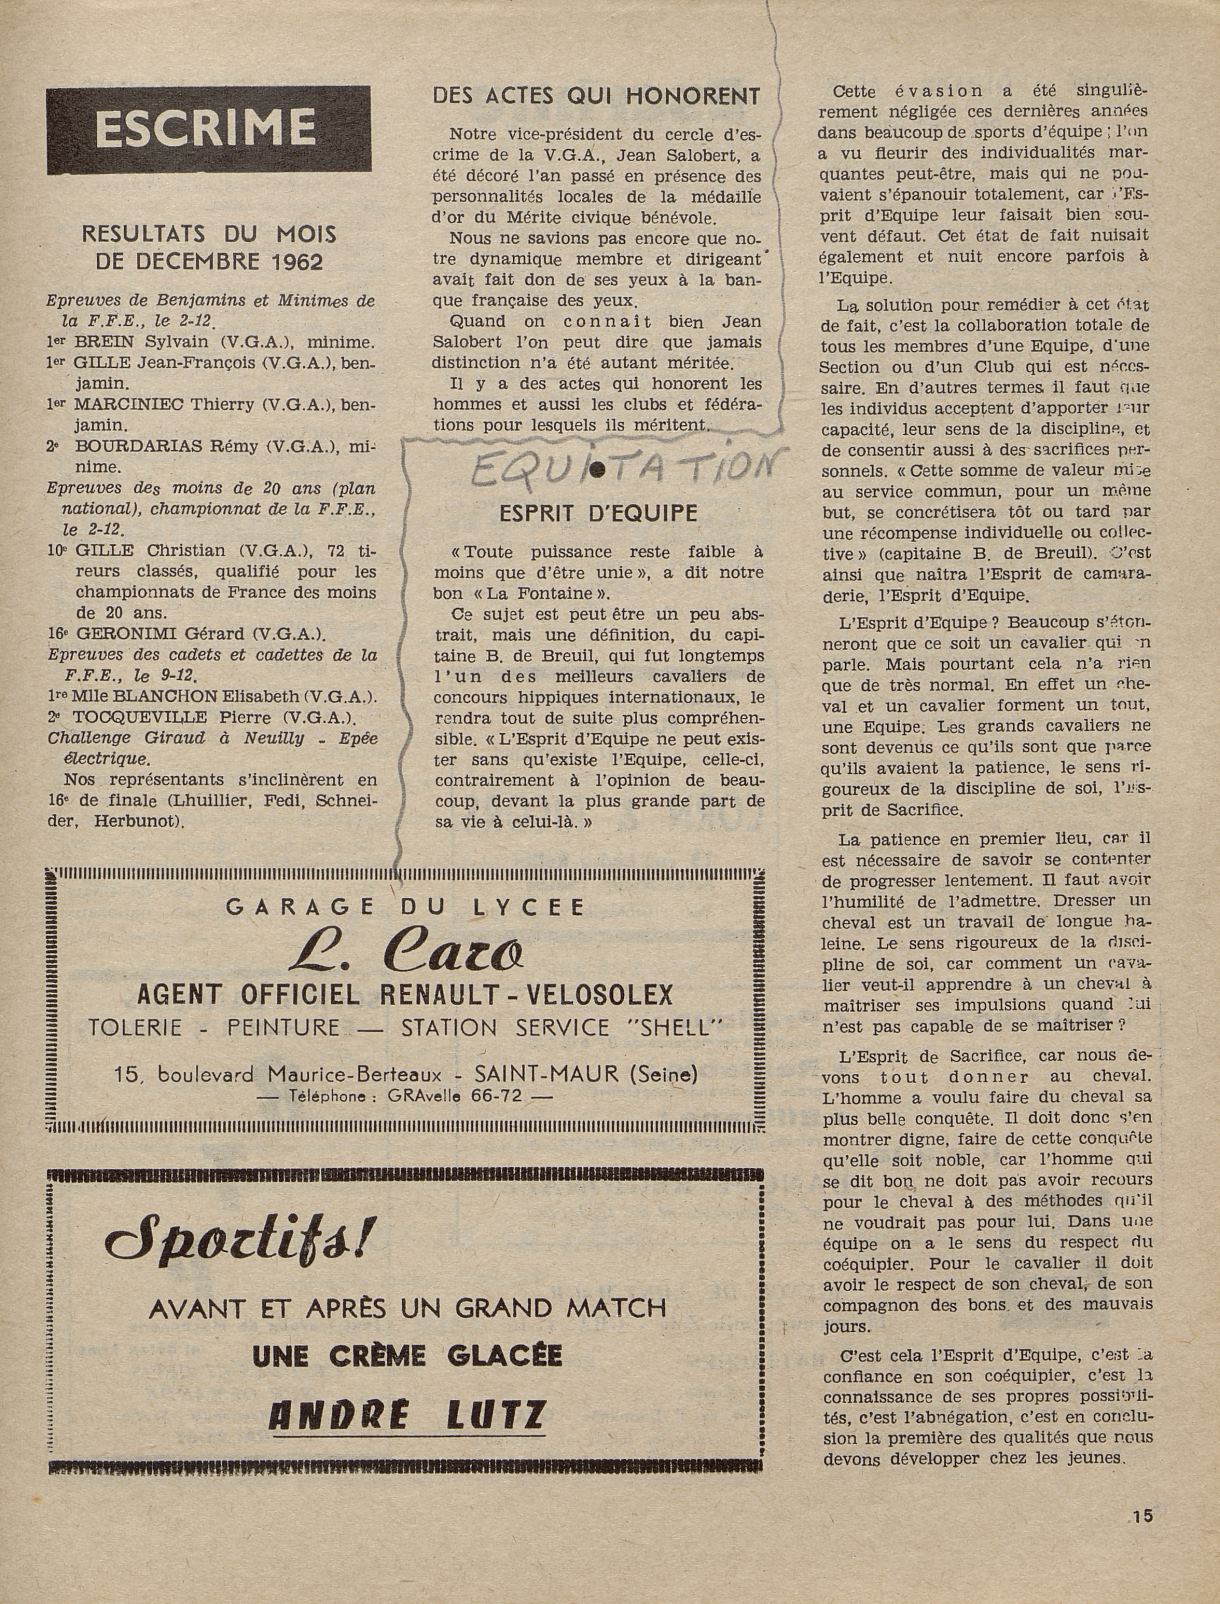 ESCRIME
RESULTATS DU MOIS
DE DECEMBRE 1962
Epreuves de Benjamins et Minimes de
la F.F.E., le 2-12.
1er BREIN Sylvain (V.G.A.), minime.
1er GILLE Jean-François (V.G.A.), ben-
jamin.
1er MARCINIEC Thierry (V.G.A.), ben-
jamin.
2e BOURDARIAS Rémy (V.G.A.), mi-
nime.
Epreuves des moins de 20 ans (plan
national), championnat de la F.F.E.,
le 2-12.
10e GILLE Christian (V.G.A.), 72 ti-
reurs classés, qualifié pour les
championnats de France des moins
de 20 ans.
16e GERONIMI Gérard (V.G.A.).
Epreuves des cadets et cadettes de la
F.F.E., le 9-12.
1re Mlle BLANCHON Elisabeth (V.G.A.).
2e TOCQUEVILLE Pierre (V.G.A.).
Challenge Giraud à Neuilly - Epée
électrique.
Nos représentants s'inclinèrent en
16e de finale (Lhuillier, Fedi, Schnei-
der, Herbunot).
DES ACTES QUI HONORENT
Notre vice-président du cercle d'es-
crime de la V.G.A., Jean Salobert, a
été décoré l'an passé en présence des
personnalités locales de la médaille
d'or du Mérite civique bénévole.
Nous ne savions pas encore que no-
tre dynamique membre et dirigeant
avait fait don de ses yeux à la ban-
que française des yeux.
Quand on connait bien Jean
Salobert l'on peut dire que jamais
distinction n'a été autant méritée.
Il y a des actes qui honorent les
hommes et aussi les clubs et fédéra-
tions pour lesquels ils méritent.
EQUITATION
ESPRIT D'EQUIPE
« Toute puissance reste faible à
moins que d'être unie », a dit notre
bon « La Fontaine ».
Ce sujet est peut être un peu abs-
trait, mais une définition, du capi-
taine B. de Breuil, qui fut longtemps
l'un des meilleurs cavaliers de
concours hippiques internationaux, le
rendra tout de suite plus compréhen-
sible. « L'Esprit d'Equipe ne peut exis-
ter sans qu'existe l'Equipe, celle-ci,
contrairement à l'opinion de beau-
coup, devant la plus grande part de
sa vie à celui-là. »
Cette évasion a été singuliè-
rement négligée ces dernières années
dans beaucoup de sports d'équipe ; l'on
a vu fleurir des individualités mar-
quantes peut-être, mais qui ne pou-
vaient s'épanouir totalement, car l'Es-
prit d'Equipe leur faisait bien sou-
vent défaut. Cet état de fait nuisait
également et nuit encore parfois à
l'Equipe.
La solution pour remédier à cet état
de fait, c'est la collaboration totale de
tous les membres d'une Equipe, d'une
Section ou d'un Club qui est néces-
saire. En d'autres termes il faut que
les individus acceptent d'apporter leur
capacité, leur sens de la discipline, et
de consentir aussi à des sacrifices per-
sonnels. « Cette somme de valeur mise
au service commun, pour un même
but, se concrétisera tôt ou tard par
une récompense individuelle ou collec-
tive » (capitaine B. de Breuil). C'est
ainsi que naîtra l'Esprit de camara-
derie, l'Esprit d'Equipe.
L'Esprit d'Equipe ? Beaucoup s'éton-
neront que ce soit un cavalier qui en
parle. Mais pourtant cela n'a rien
que de très normal. En effet un che-
val et un cavalier forment un tout,
une Equipe. Les grands cavaliers ne
sont devenus ce qu'ils sont que parce
qu'ils avaient la patience, le sens ri-
goureux de la discipline de soi, l'Es-
prit de Sacrifice.
La patience en premier lieu, car il
est nécessaire de savoir se contenter
de progresser lentement. Il faut avoir
l'humilité de l'admettre. Dresser un
cheval est un travail de longue ha-
leine. Le sens rigoureux de la disci-
pline de soi, car comment un cava-
lier veut-il apprendre à un cheval à
maîtriser ses impulsions quand lui
n'est pas capable de se maîtriser ?
L'Esprit de Sacrifice, car nous de-
vons tout donner au cheval.
L'homme a voulu faire du cheval sa
plus belle conquête. Il doit donc s'en
montrer digne, faire de cette conquête
qu'elle soit noble, car l'homme qui
se dit bon ne doit pas avoir recours
pour le cheval à des méthodes qu'il
ne voudrait pas pour lui. Dans une
équipe on a le sens du respect du
coéquipier. Pour le cavalier il doit
avoir le respect de son cheval, de son
compagnon des bons et des mauvais
jours.
C'est cela l'Esprit d'Equipe, c'est la
confiance en son coéquipier, c'est la
connaissance de ses propres possibili-
tés, c'est l'abnégation, c'est en conclu-
sion la première des qualités que nous
devons développer chez les jeunes.
GARAGE DU LYCEE
L. Caro
AGENT OFFICIEL RENAULT - VELOSOLEX
TOLERIE - PEINTURE — STATION SERVICE "SHELL"
15, boulevard Maurice-Berteaux - SAINT-MAUR (Seine)
— Téléphone : GRAvelle 66-72 —
Sportifs!
AVANT ET APRÈS UN GRAND MATCH
UNE CRÈME GLACÉE
ANDRÉ LUTZ
15